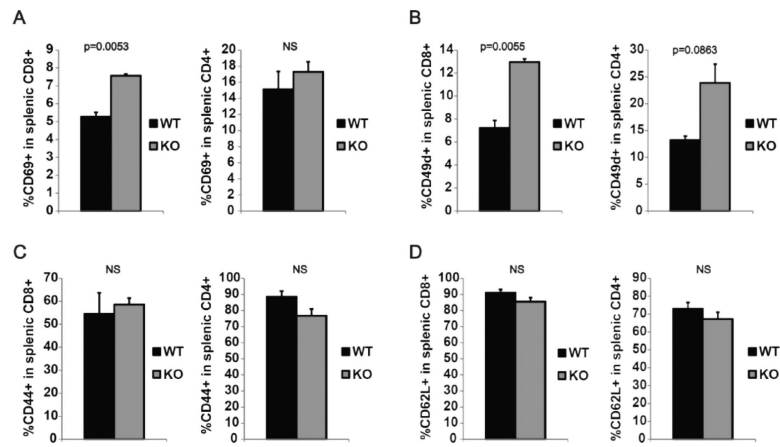 A
%CD69+ in splenic CD8+
9
8
7
6
5
4
3
2
1
0
p=0.0053
WT
KO
%CD69+ in splenic CD4+
20
18
16
14
12
10
8
6
4
2
0
NS
WT
KO
B
%CD49d+ in splenic CD8+
14
12
10
8
6
4
2
0
p=0.0055
WT
KO
%CD49d+ in splenic CD4+
30
25
20
15
10
5
0
p=0.0863
WT
KO
C
%CD44+ in splenic CD8+
70
60
50
40
30
20
10
0
NS
WT
KO
%CD44+ in splenic CD4+
100
90
80
70
60
50
40
30
20
10
0
NS
WT
KO
D
%CD62L+ in splenic CD8+
100
90
80
70
60
50
40
30
20
10
0
NS
WT
KO
%CD62L+ in splenic CD4+
90
80
70
60
50
40
30
20
10
0
NS
WT
KO